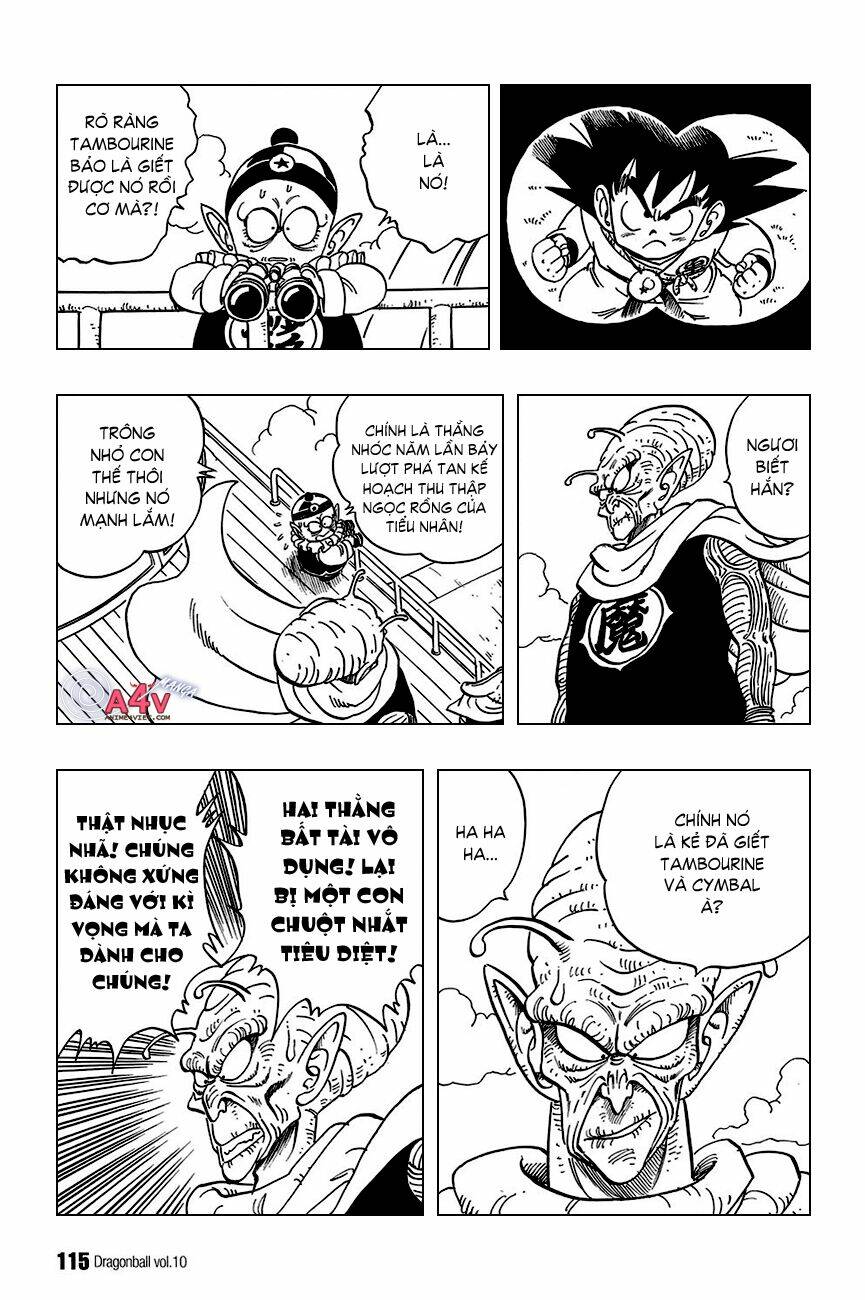 LÀ...
LÀ
NÓ!
RÕ RÀNG
TAMBOURINE
BẢO LÀ GIẾT
ĐƯỢC NÓ RỒI
CƠ MÀ?!
NGƯƠI
BIẾT
HẮN?
魔
CHÍNH LÀ THẰNG
NHÓC NĂM LẦN BẢY
LƯỢT PHÁ TAN KẾ
HOẠCH THU THẬP
NGỌC RỒNG CỦA
TIỂU NHÂN!
TRÔNG
NHỎ CON
THẾ THÔI
NHƯNG NÓ
MẠNH LẮM!
A4V
MANGA
ANIME4VIET.COM
CHÍNH NÓ
LÀ KẺ ĐÃ GIẾT
TAMBOURINE
VÀ CYMBAL
À?
HA HA
HA...
HAI THẰNG
BẤT TÀI VÔ
DỤNG! LẠI
BỊ MỘT CON
CHUỘT NHẮT
TIÊU DIỆT!
THẬT NHỤC
NHÃ! CHÚNG
KHÔNG XỨNG
ĐÁNG VỚI KÌ
VỌNG MÀ TA
DÀNH CHO
CHÚNG!
115 Dragonball vol.10